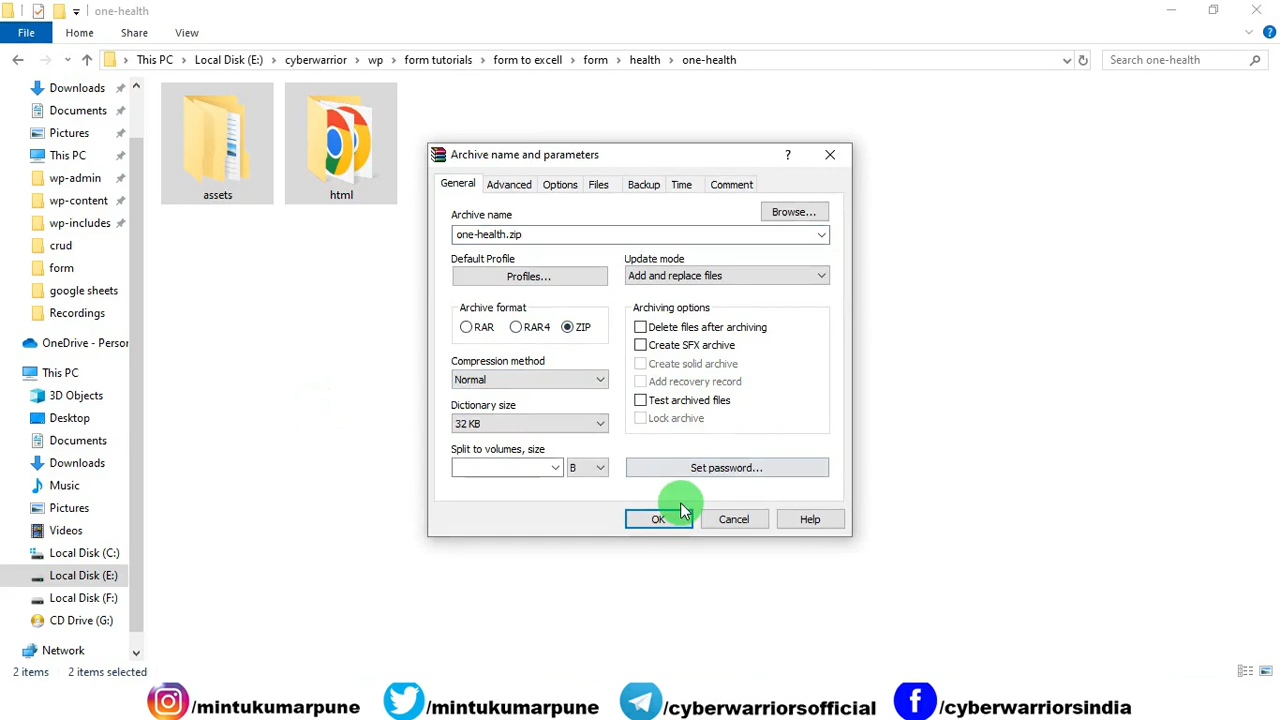 one-health
File Home Share View
This PC Local Disk (E:) cyberwarrior wp form tutorials form to excell form health one-health Search one-health
Downloads
Documents
Pictures
This PC
wp-admin
wp-content
wp-includes
crud
form
google sheets
Recordings
OneDrive - Person
This PC
3D Objects
Desktop
Documents
Downloads
Music
Pictures
Videos
Local Disk (C:)
Local Disk (E:)
Local Disk (F:)
CD Drive (G:)
Network
assets html
Archive name and parameters ?
General Advanced Options Files Backup Time Comment
Archive name Browse...
one-health.zip
Default Profile Update mode
Profiles... Add and replace files
Archive format Archiving options
RAR RAR4 ZIP Delete files after archiving
Create SFX archive
Compression method Create solid archive
Normal Add recovery record
Dictionary size Test archived files
32 KB Lock archive
Split to volumes, size
B Set password...
OK Cancel Help
2 items 2 items selected
/mintukumarpune /mintukumarpune /cyberwarriorsofficial /cyberwarriorsindia